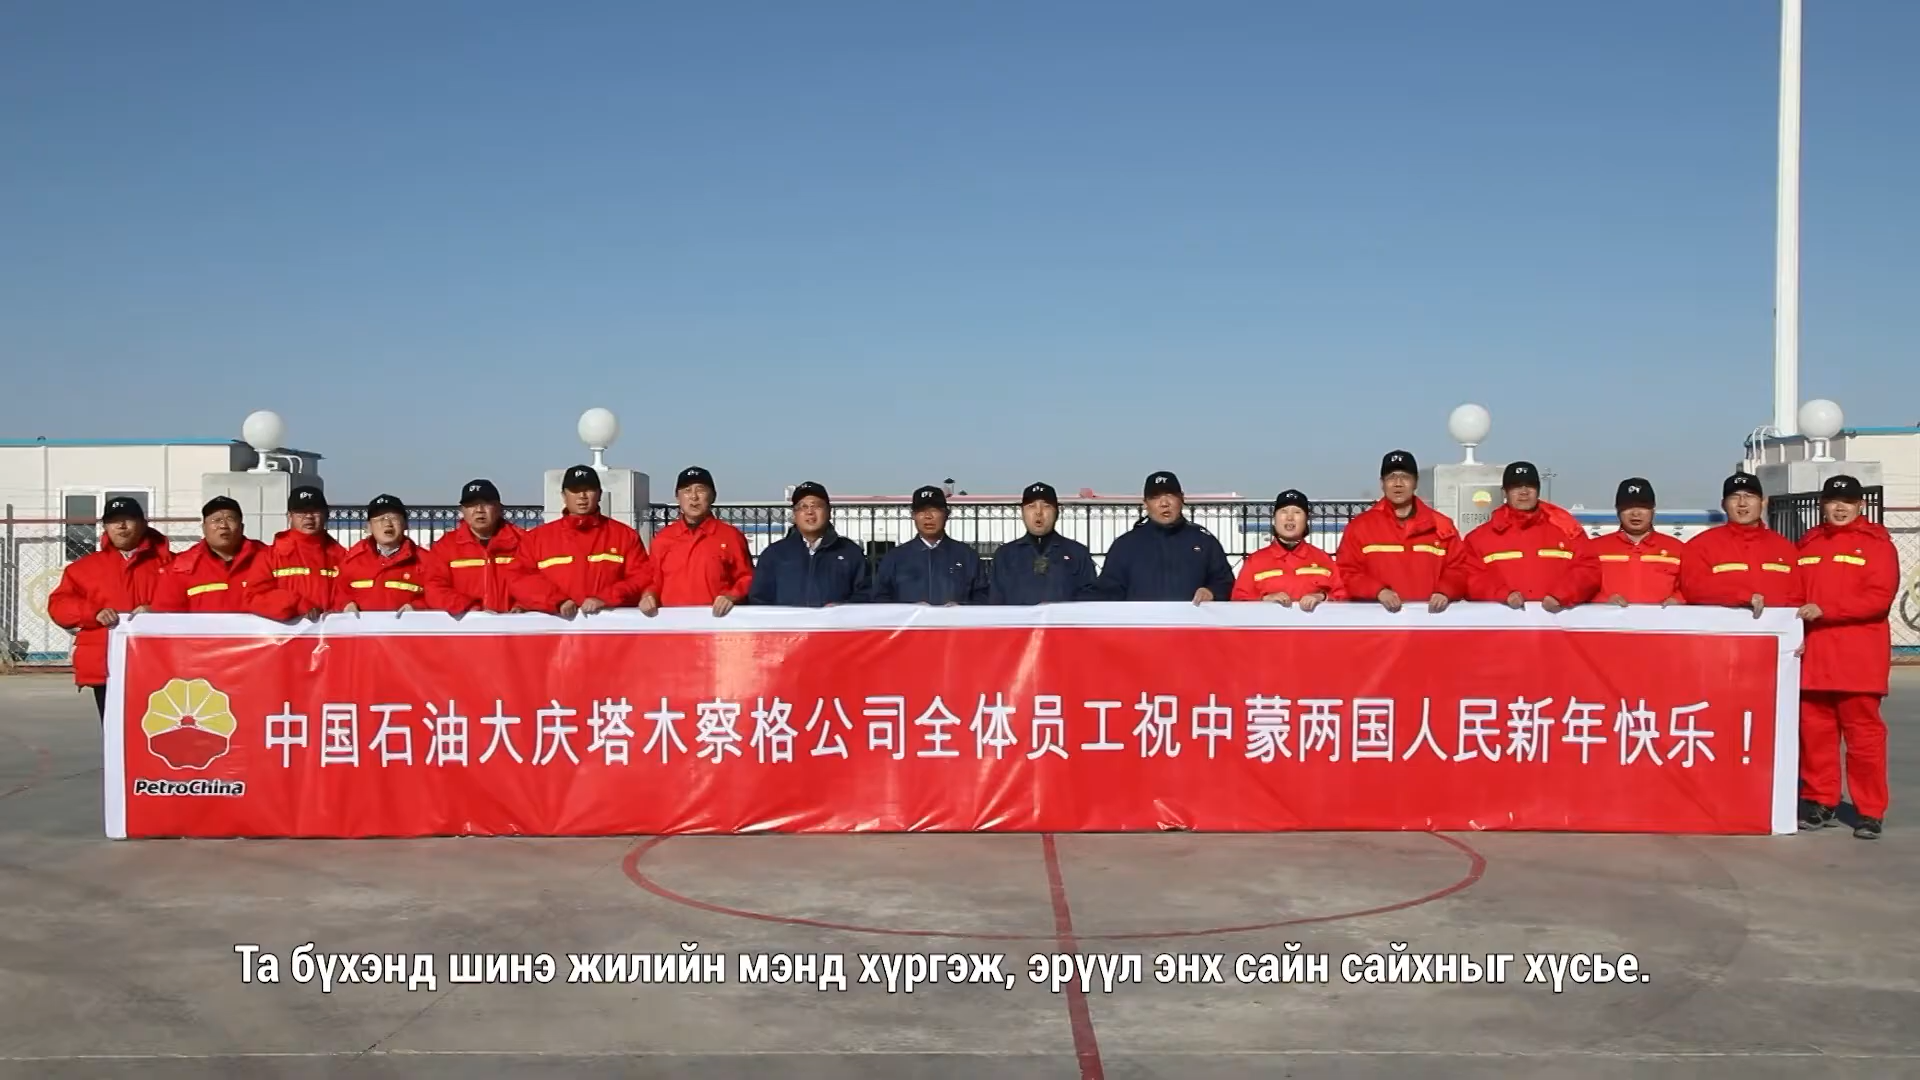 中国石油大庆塔木察格公司全体员工祝中蒙两国人民新年快乐！
PetroChina
Та бүхэнд шинэ жилийн мэнд хүргэж, эрүүл энх сайн сайхныг хүсье.